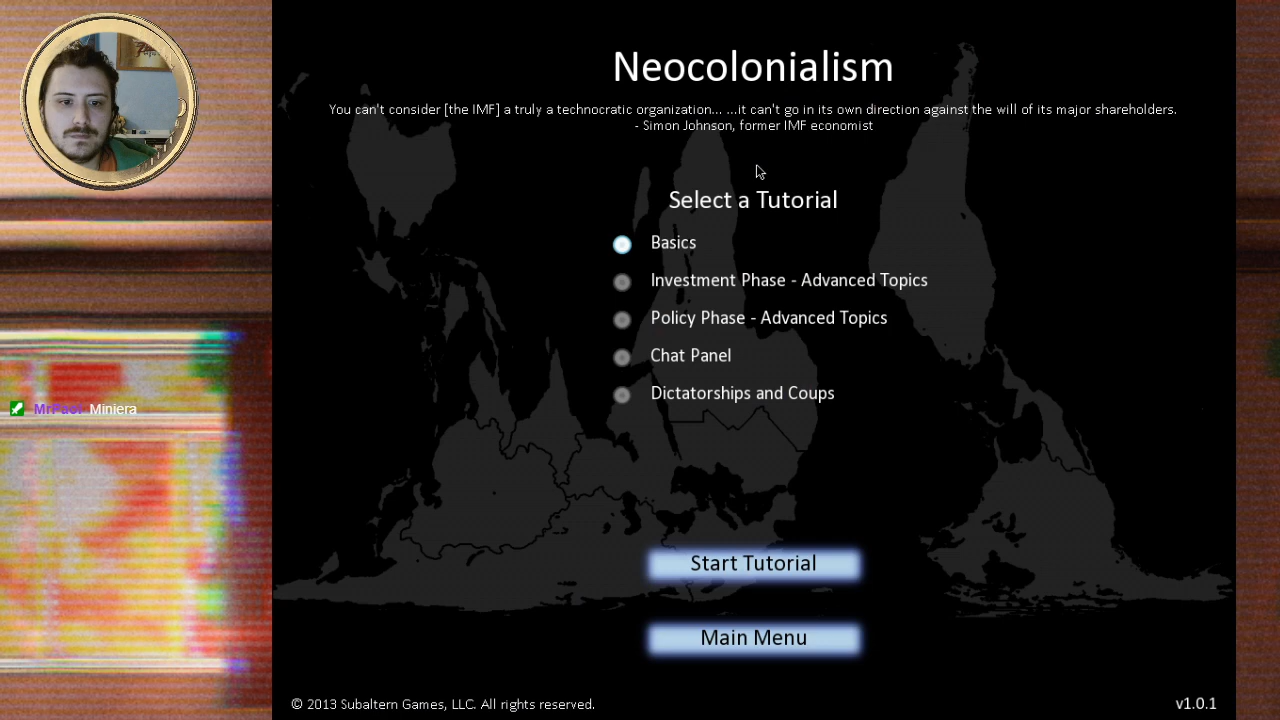 Neocolonialism
You can't consider [the IMF] a truly a technocratic organization... ...it can't go in its own direction against the will of its major shareholders.
- Simon Johnson, former IMF economist
Select a Tutorial
Basics
Investment Phase - Advanced Topics
Policy Phase - Advanced Topics
Chat Panel
Dictatorships and Coups
MrPaol: Miniera
Start Tutorial
Main Menu
© 2013 Subaltern Games, LLC. All rights reserved.
v1.0.1